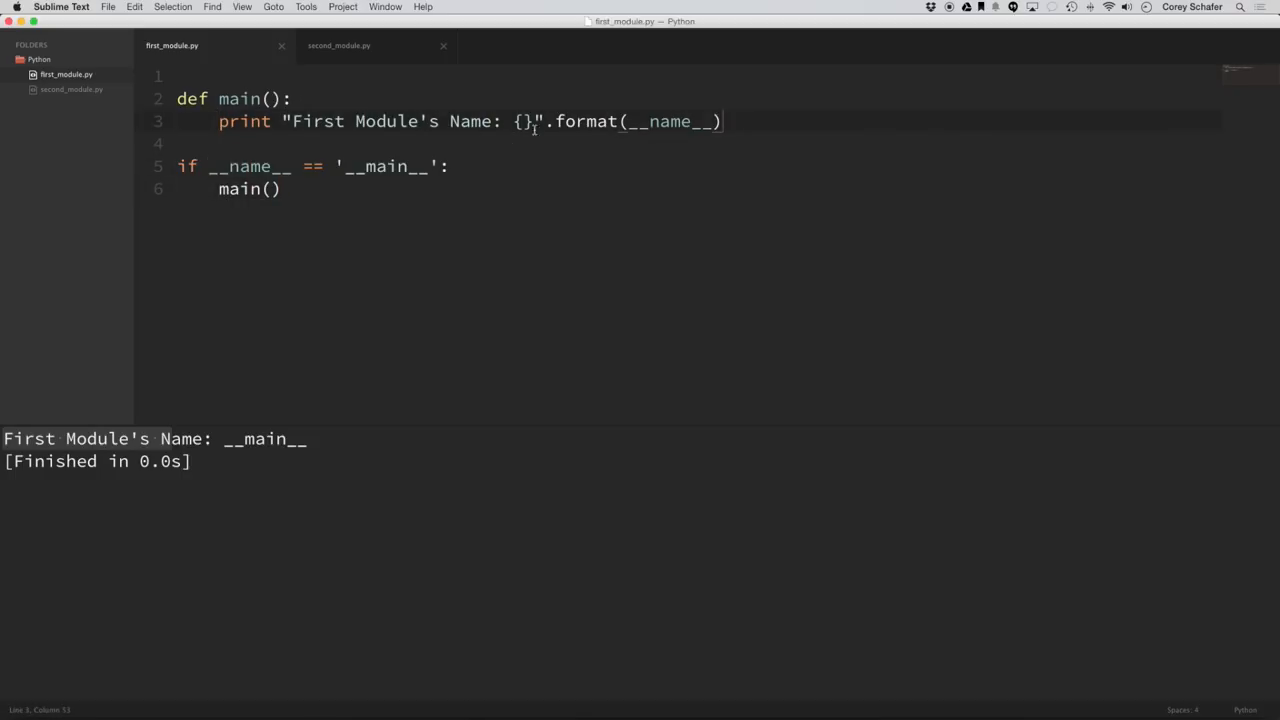 Sublime Text File Edit Selection Find View Goto Tools Project Window Help Corey Schafer
first_module.py — Python
FOLDERS
Python
first_module.py
second_module.py
first_module.py second_module.py
1
2 def main():
3 print "First Module's Name: {}".format(__name__)
4
5 if __name__ == '__main__':
6 main()
First Module's Name: __main__
[Finished in 0.0s]
Line 3, Column 53 Spaces: 4 Python